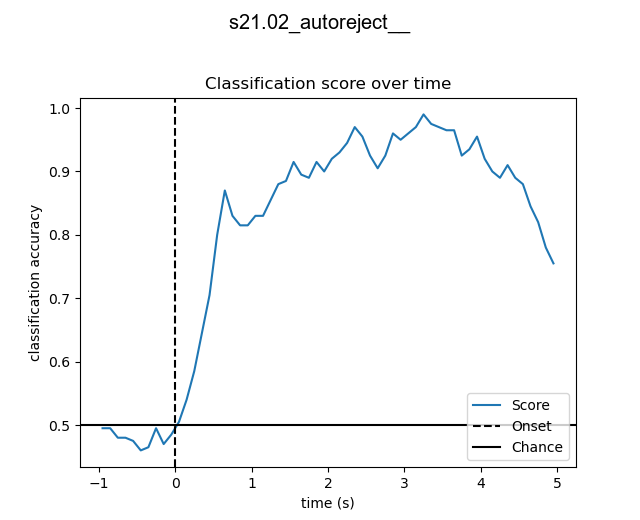 s21.02_autoreject__
Classification score over time
1.0
0.9
0.8
0.7
0.6
0.5
classification accuracy
Score
Onset
Chance
−1 0 1 2 3 4 5
time (s)